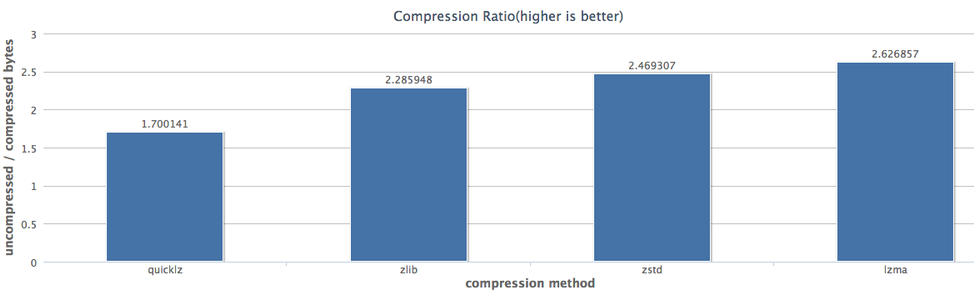 Compression Ratio(higher is better)
uncompressed / compressed bytes
3
2.5
2
1.5
1
0.5
0
1.700141
2.285948
2.469307
2.626857
quicklz
zlib
zstd
lzma
compression method